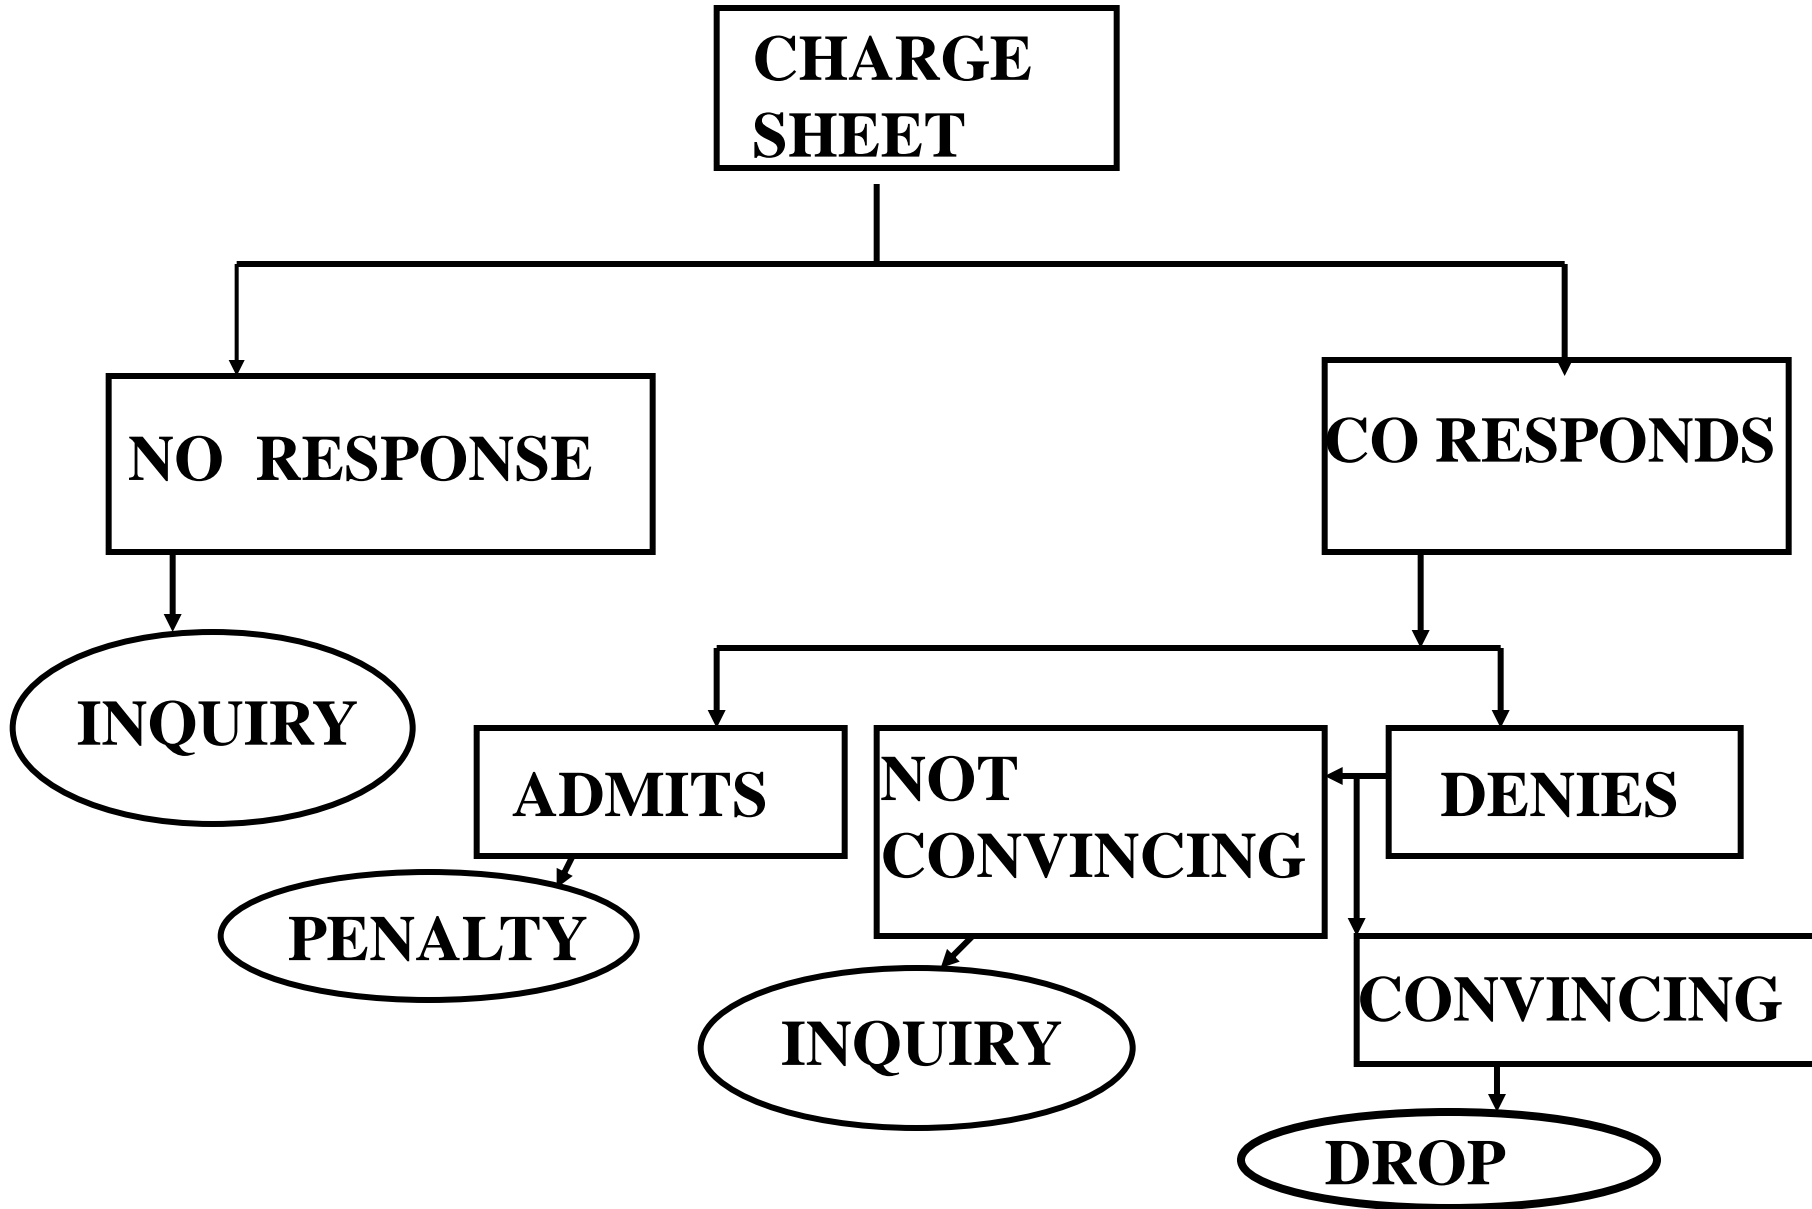 CHARGE
SHEET
NO RESPONSE
CO RESPONDS
INQUIRY
ADMITS
NOT
CONVINCING
DENIES
PENALTY
INQUIRY
CONVINCING
DROP